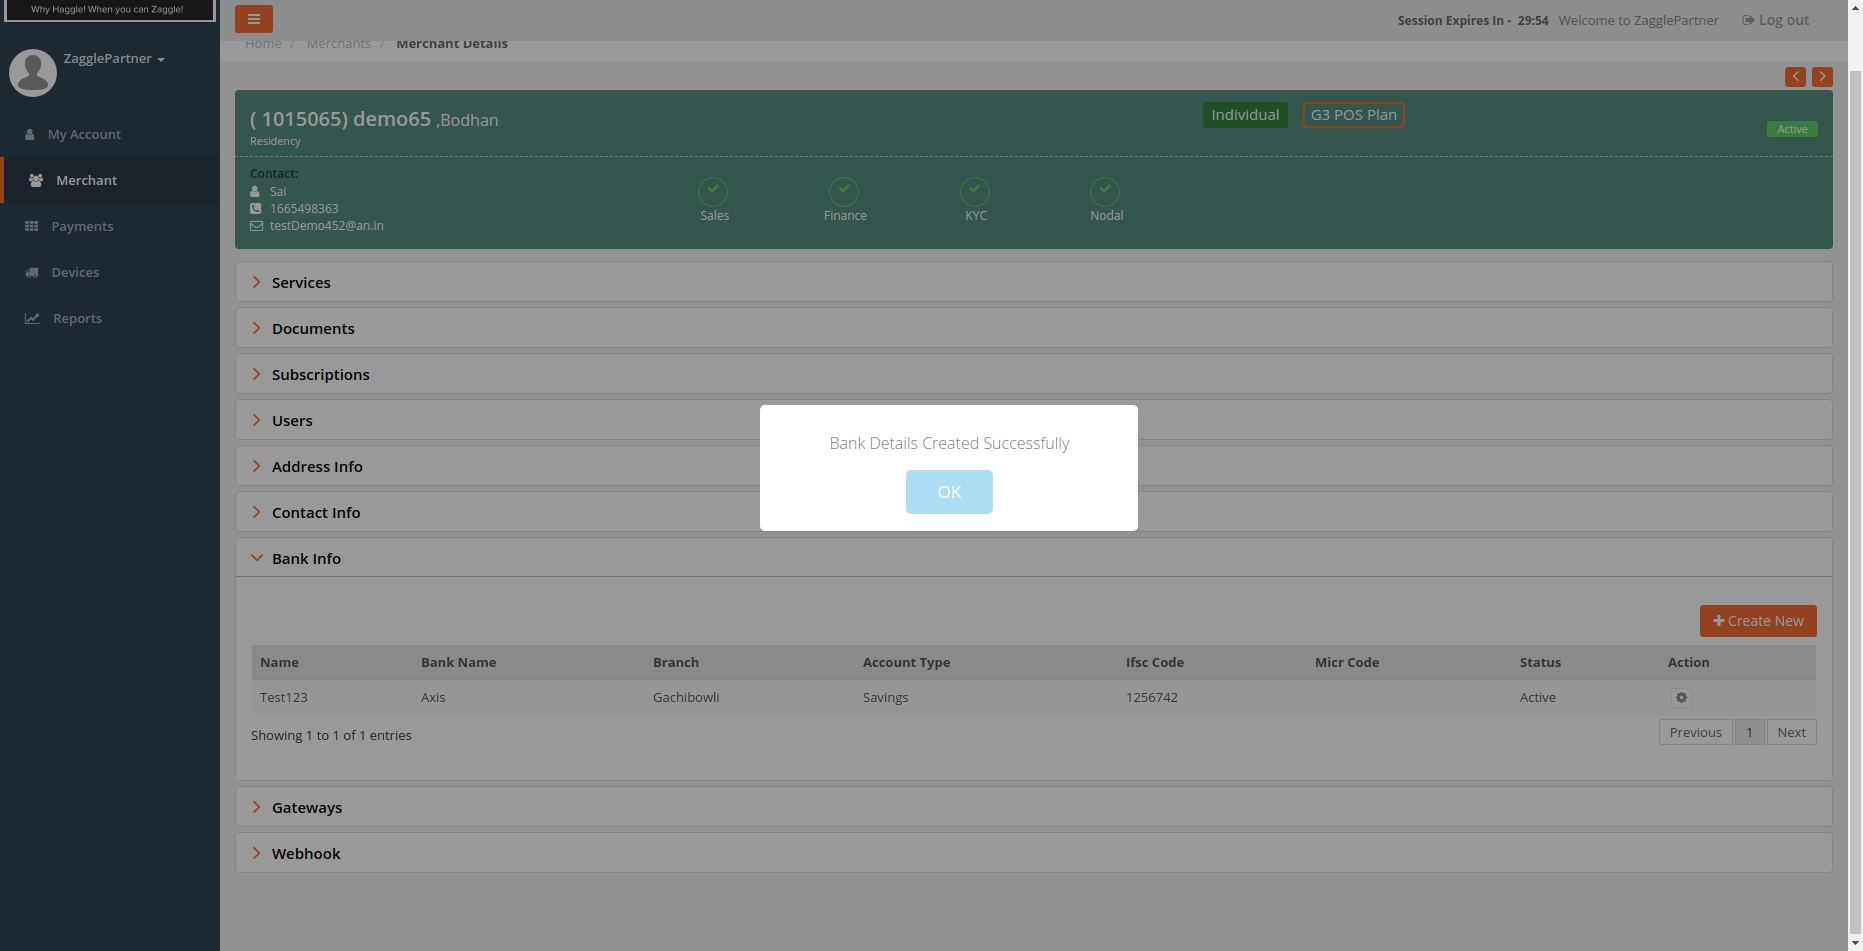 Why Haggle! When you can Zaggle!
Session Expires In - 29:54 Welcome to ZagglePartner Log out
Home / Merchants / Merchant Details
ZagglePartner
My Account
Merchant
Payments
Devices
Reports
( 1015065) demo65 ,Bodhan
Individual
G3 POS Plan
Active
Residency
Contact:
Sai
1665498363
testDemo452@an.in
Sales
Finance
KYC
Nodal
Services
Documents
Subscriptions
Users
Address Info
Contact Info
Bank Details Created Successfully
OK
Bank Info
Create New
Name Bank Name Branch Account Type Ifsc Code Micr Code Status Action
Test123 Axis Gachibowli Savings 1256742 Active
Showing 1 to 1 of 1 entries
Previous 1 Next
Gateways
Webhook